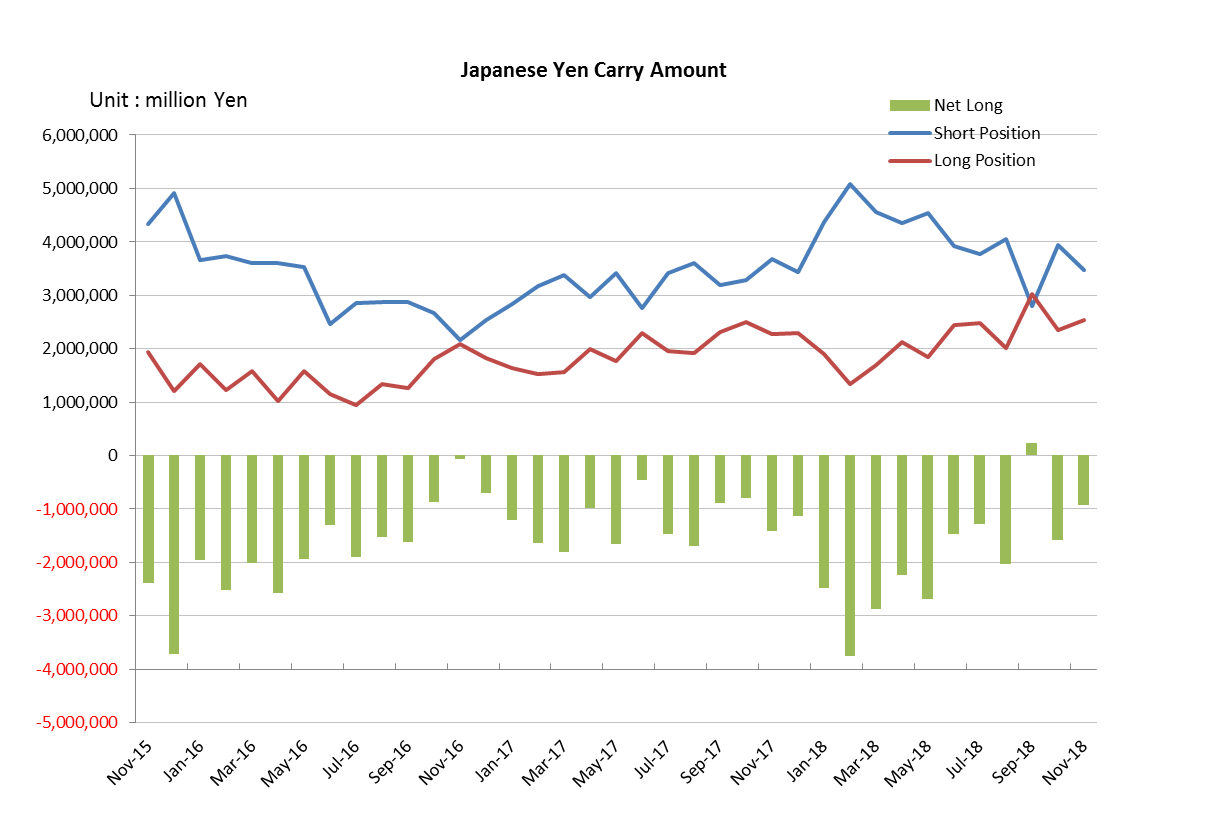 Japanese Yen Carry Amount
Unit : million Yen
Net Long
Short Position
Long Position
6,000,000
5,000,000
4,000,000
3,000,000
2,000,000
1,000,000
0
-1,000,000
-2,000,000
-3,000,000
-4,000,000
-5,000,000
Nov-15
Jan-16
Mar-16
May-16
Jul-16
Sep-16
Nov-16
Jan-17
Mar-17
May-17
Jul-17
Sep-17
Nov-17
Jan-18
Mar-18
May-18
Jul-18
Sep-18
Nov-18